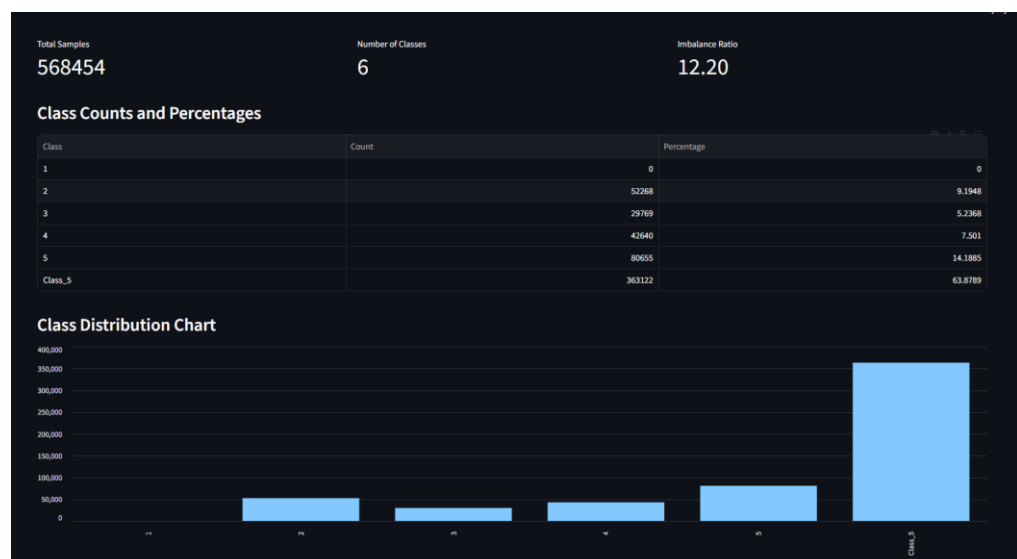 Total Samples Number of Classes Imbalance Ratio
568454 6 12.20
Class Counts and Percentages
Class Count Percentage
1 0 0
2 52268 9.1948
3 29769 5.2368
4 42640 7.501
5 80655 14.1885
Class_5 363122 63.8789
Class Distribution Chart
400,000
350,000
300,000
250,000
200,000
150,000
100,000
50,000
0
1 2 3 4 5 Class_5